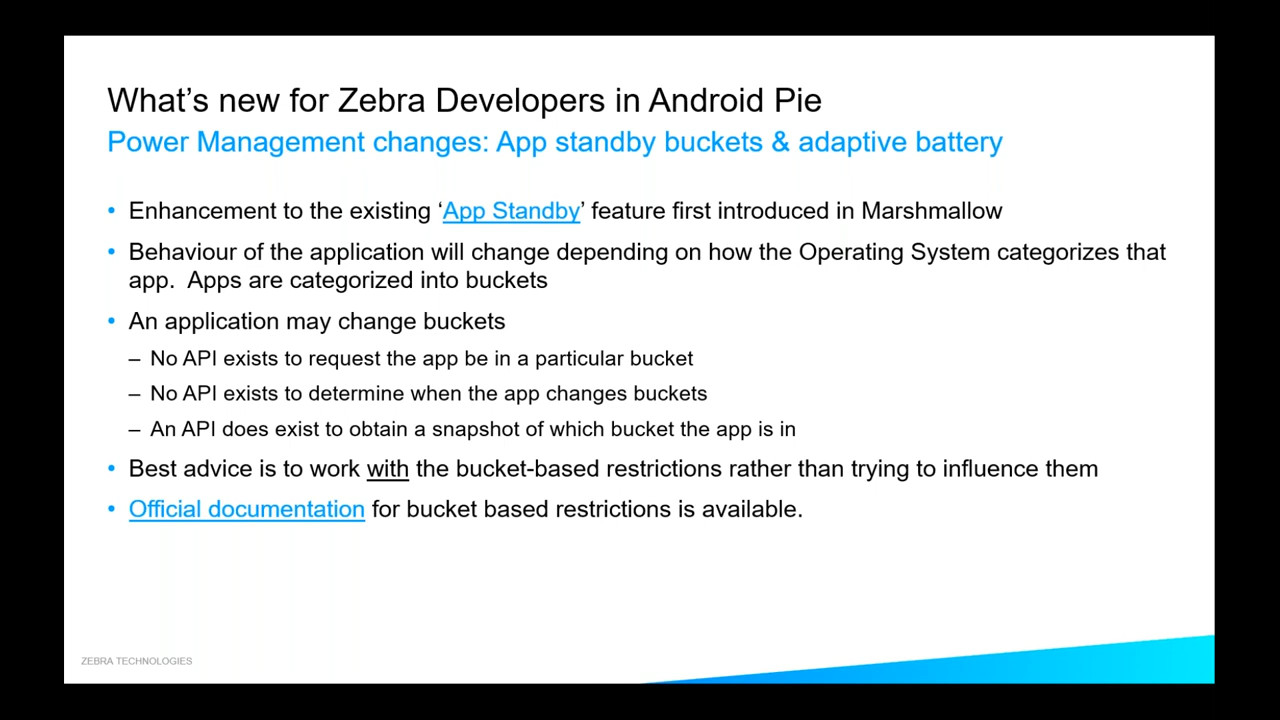 What’s new for Zebra Developers in Android Pie
Power Management changes: App standby buckets & adaptive battery
• Enhancement to the existing ‘App Standby’ feature first introduced in Marshmallow
• Behaviour of the application will change depending on how the Operating System categorizes that
app.  Apps are categorized into buckets
• An application may change buckets
– No API exists to request the app be in a particular bucket
– No API exists to determine when the app changes buckets
– An API does exist to obtain a snapshot of which bucket the app is in
• Best advice is to work with the bucket-based restrictions rather than trying to influence them
• Official documentation for bucket based restrictions is available.
ZEBRA TECHNOLOGIES